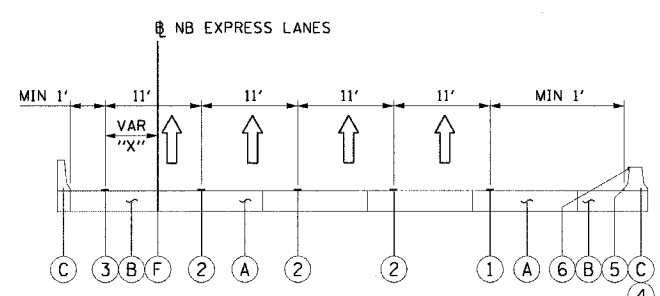 ℄ NB EXPRESS LANES
MIN 1' 11' 11' 11' 11' MIN 1'
VAR
"X"
C 3 B F 2 A 2 2 1 A 6 B 5 C
4